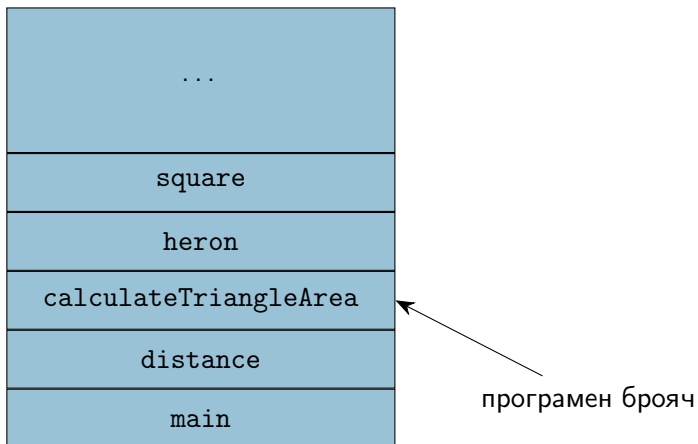 ...
square
heron
calculateTriangleArea
distance
програмен брояч
main